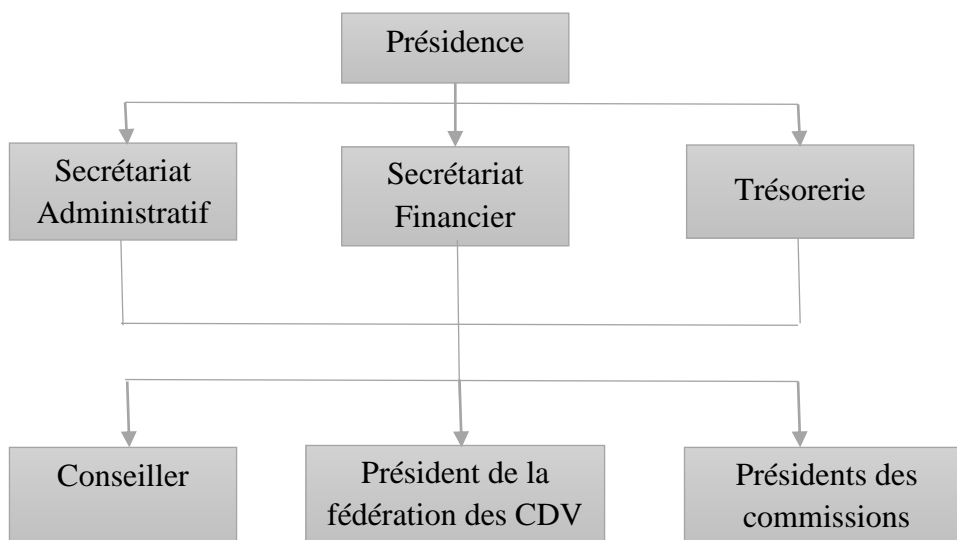 Présidence
Secrétariat
Administratif
Secrétariat
Financier
Trésorerie
Conseiller
Président de la
fédération des CDV
Présidents des
commissions